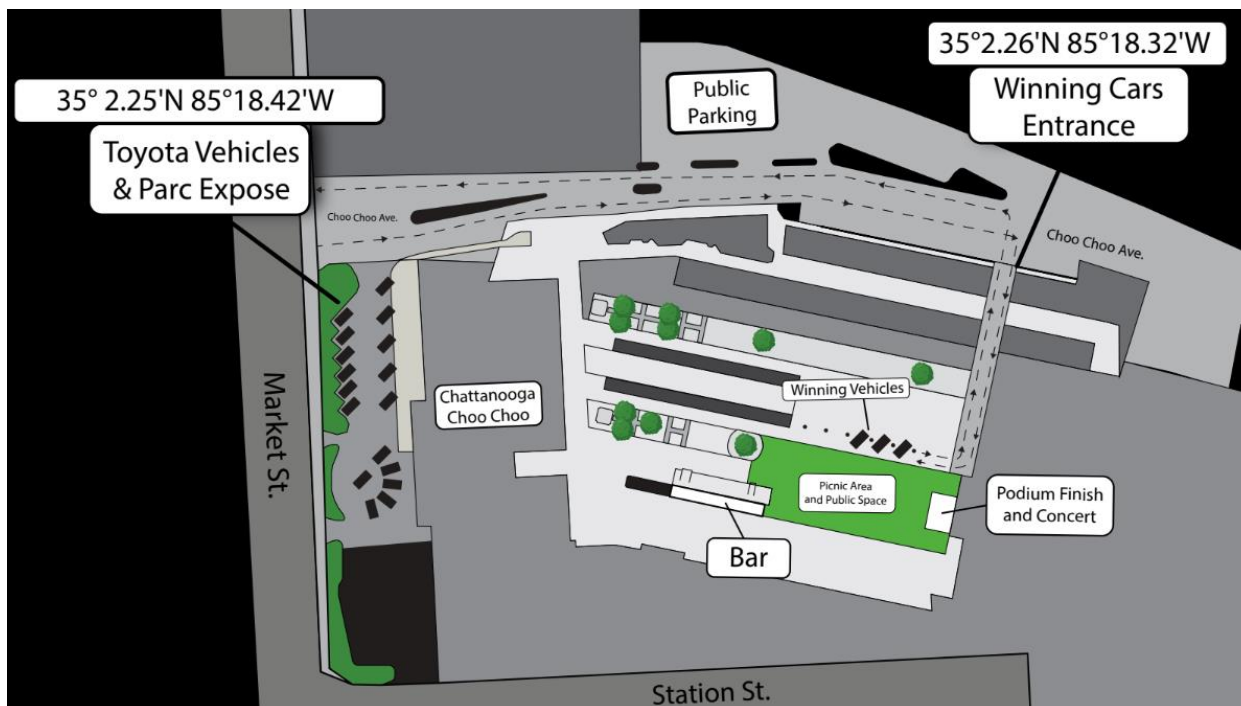 35° 2.25'N 85°18.42'W
Toyota Vehicles
& Parc Expose
Public
Parking
35°2.26'N 85°18.32'W
Winning Cars
Entrance
Choo Choo Ave.
Choo Choo Ave.
Market St.
Chattanooga
Choo Choo
Winning Vehicles
Picnic Area
and Public Space
Podium Finish
and Concert
Bar
Station St.